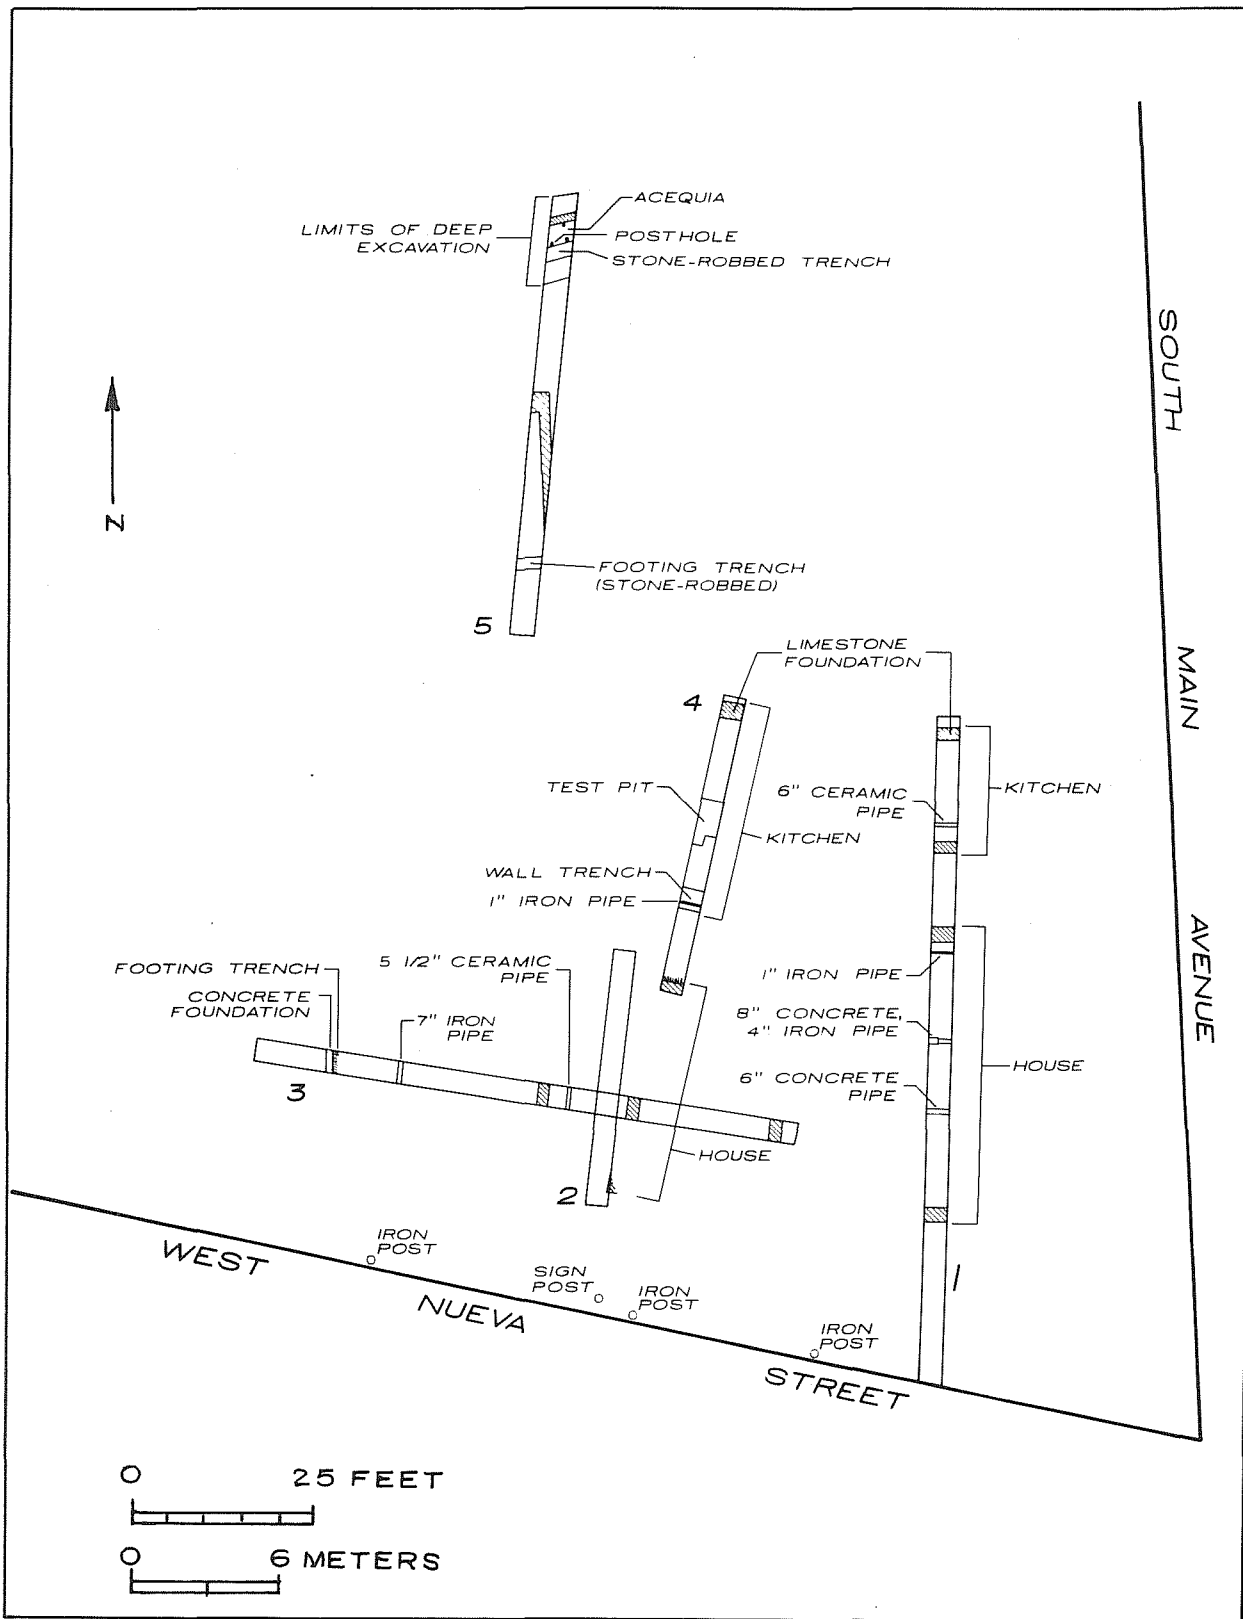 ACEQUIA
LIMITS OF DEEP
EXCAVATION
POSTHOLE
STONE-ROBBED TRENCH
SOUTH
MAIN
AVENUE
N
FOOTING TRENCH
(STONE-ROBBED)
5
LIMESTONE
FOUNDATION
4
TEST PIT
6" CERAMIC
PIPE
KITCHEN
KITCHEN
WALL TRENCH
1" IRON PIPE
FOOTING TRENCH
CONCRETE
FOUNDATION
5 1/2" CERAMIC
PIPE
7" IRON
PIPE
1" IRON PIPE
8" CONCRETE,
4" IRON PIPE
HOUSE
6" CONCRETE
PIPE
3
HOUSE
2
1
WEST
NUEVA
STREET
IRON
POST
SIGN
POST
IRON
POST
IRON
POST
0 25 FEET
0 6 METERS